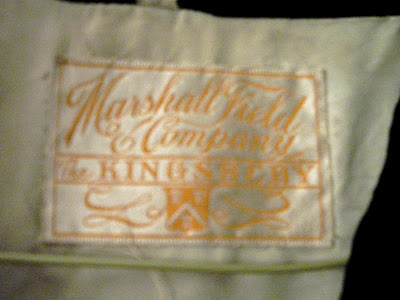 Marshall Field
& Company
The KINGSBURY